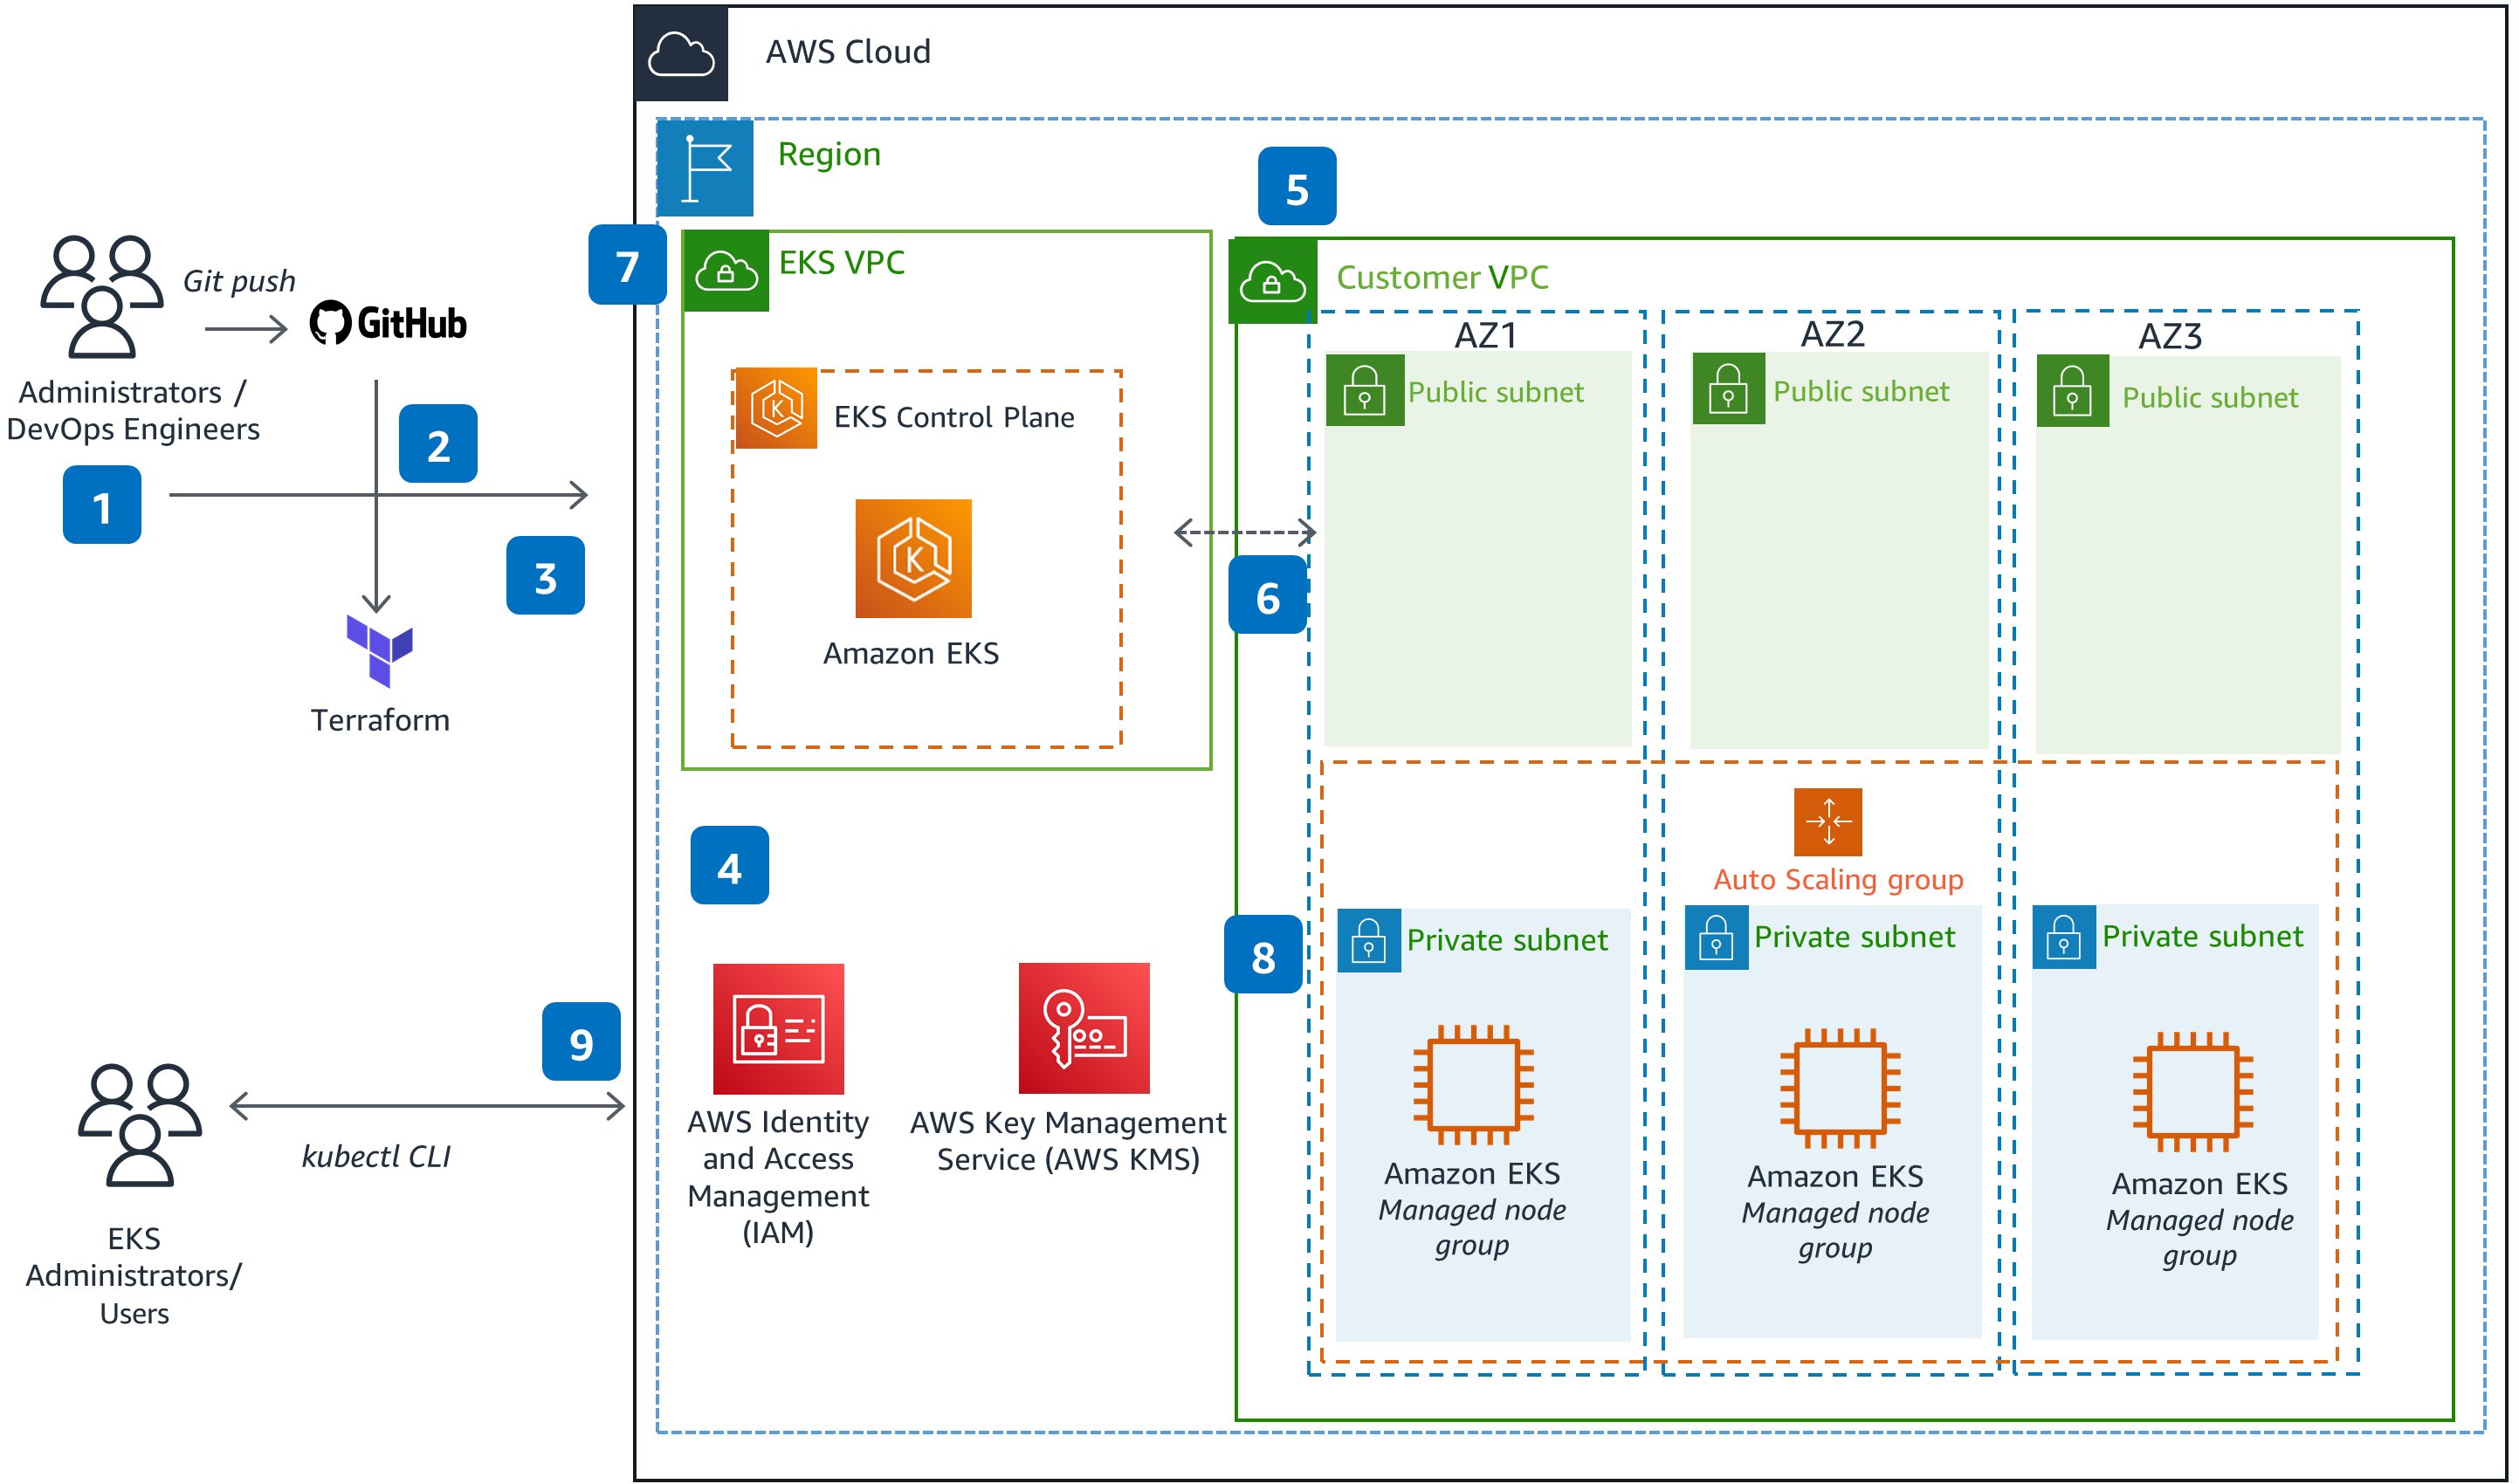 AWS Cloud
Region
5
7
EKS VPC
Customer VPC
Git push
GitHub
Administrators /
DevOps Engineers
1
2
3
Terraform
EKS Control Plane
K
K
Amazon EKS
6
AZ1
Public subnet
AZ2
Public subnet
AZ3
Public subnet
Auto Scaling group
4
8
Private subnet
Private subnet
Private subnet
AWS Identity
and Access
Management
(IAM)
AWS Key Management
Service (AWS KMS)
Amazon EKS
Managed node
group
Amazon EKS
Managed node
group
Amazon EKS
Managed node
group
9
kubectl CLI
EKS
Administrators/
Users